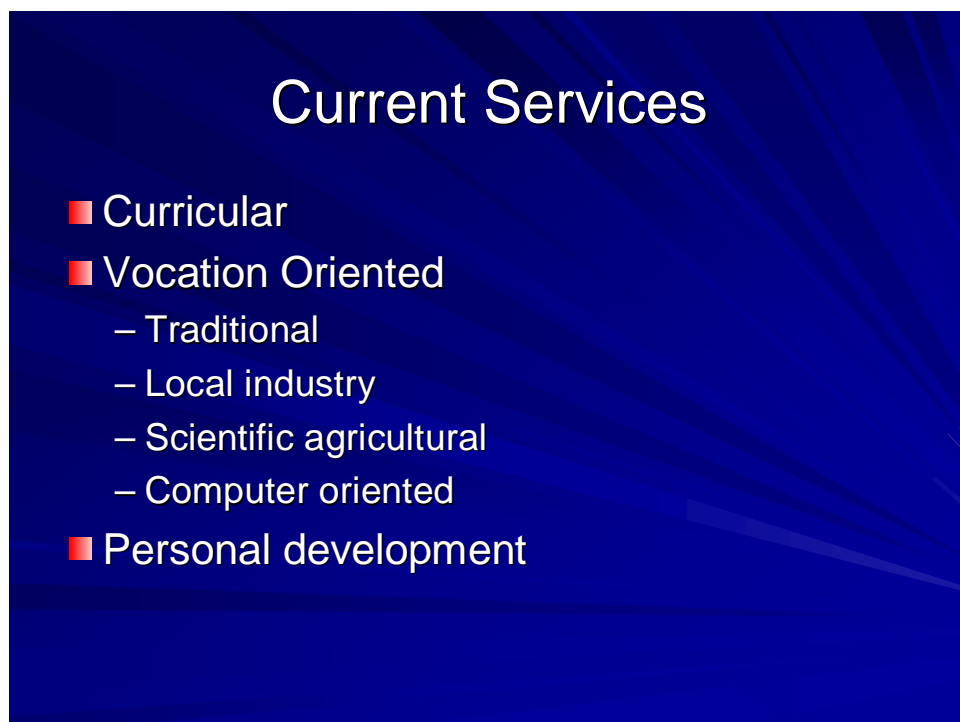 Current Services
Curricular
Vocation Oriented
– Traditional
– Local industry
– Scientific agricultural
– Computer oriented
Personal development